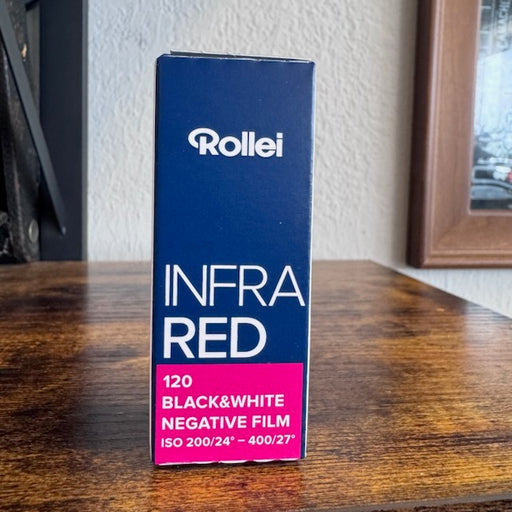 Rollei
INFRA
RED
120
BLACK&WHITE
NEGATIVE FILM
ISO 200/24° – 400/27°